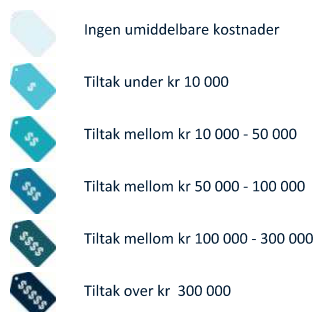 Ingen umiddelbare kostnader
$ Tiltak under kr 10 000
$$ Tiltak mellom kr 10 000 - 50 000
$$$ Tiltak mellom kr 50 000 - 100 000
$$$$ Tiltak mellom kr 100 000 - 300 000
$$$$$ Tiltak over kr 300 000